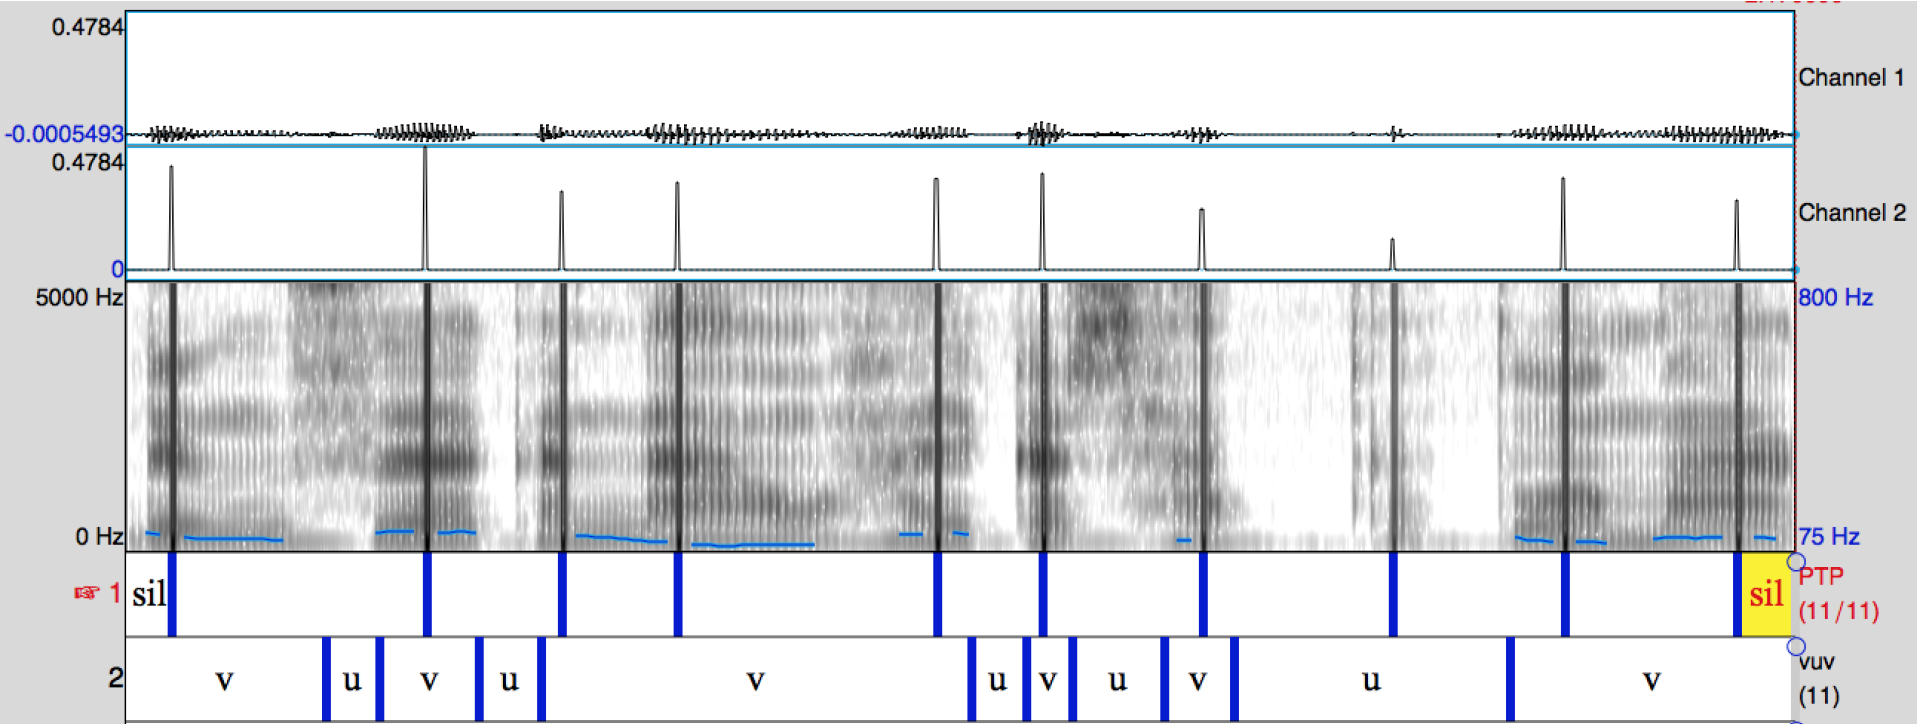 0.4784
Channel 1
-0.0005493
0.4784
Channel 2
0
5000 Hz
800 Hz
0 Hz
75 Hz
☞ 1
sil
sil
PTP
(11/11)
2
v u v u v u v u v u v
vuv
(11)